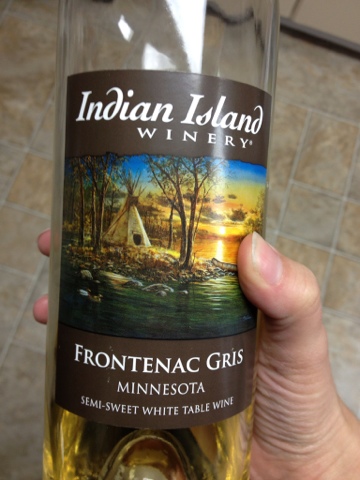 Indian Island
WINERY®
FRONTENAC GRIS
MINNESOTA
SEMI-SWEET WHITE TABLE WINE